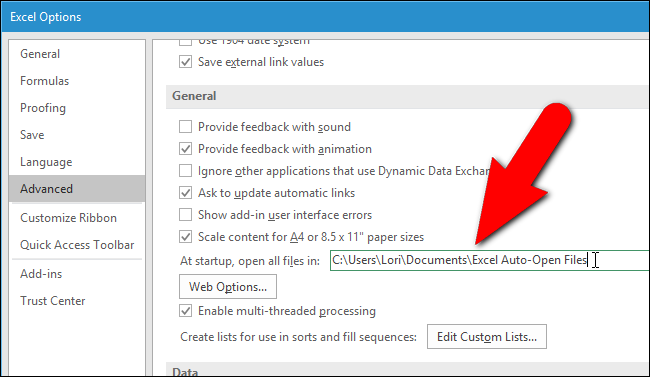 Excel Options
General
Formulas
Proofing
Save
Language
Advanced
Customize Ribbon
Quick Access Toolbar
Add-ins
Trust Center
Use 1904 date system
Save external link values
General
Provide feedback with sound
Provide feedback with animation
Ignore other applications that use Dynamic Data Exchan
Ask to update automatic links
Show add-in user interface errors
Scale content for A4 or 8.5 x 11" paper sizes
At startup, open all files in: C:\Users\Lori\Documents\Excel Auto-Open Files
Web Options...
Enable multi-threaded processing
Create lists for use in sorts and fill sequences: Edit Custom Lists...
Data